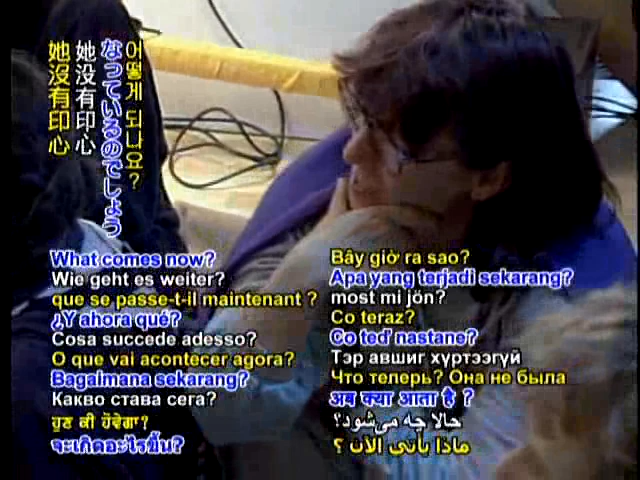 어떻게 되나요?
なっているのでしょう
她沒有印心
她沒有印心
What comes now?
Wie geht es weiter?
que se passe-t-il maintenant ?
¿Y ahora qué?
Cosa succede adesso?
O que vai acontecer agora?
Bagaimana sekarang?
Какво става сега?
ਹੁਣ ਕੀ ਹੋਵੇਗਾ?
จะเกิดอะไรขึ้น?
Bây giờ ra sao?
Apa yang terjadi sekarang?
most mi jön?
Co teraz?
Co teď nastane?
Тэр авшиг хүртээгүй
Что теперь? Она не была
अब क्या आता है ?
حالا چه می‌شود؟
ماذا يأتي الآن ؟